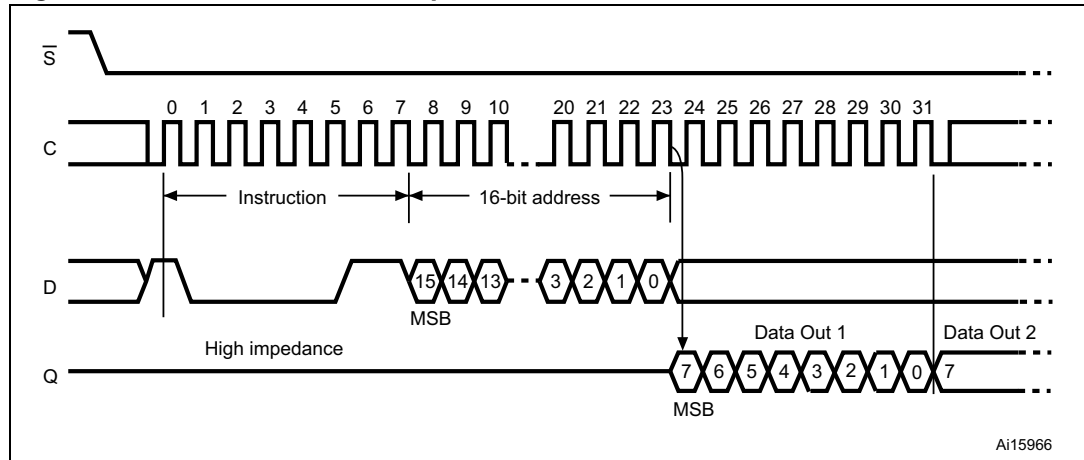 S
0 1 2 3 4 5 6 7 8 9 10 20 21 22 23 24 25 26 27 28 29 30 31
C
Instruction 16-bit address
D 15 14 13 3 2 1 0
MSB
Data Out 1 Data Out 2
High impedance
Q 7 6 5 4 3 2 1 0 7
MSB
Ai15966